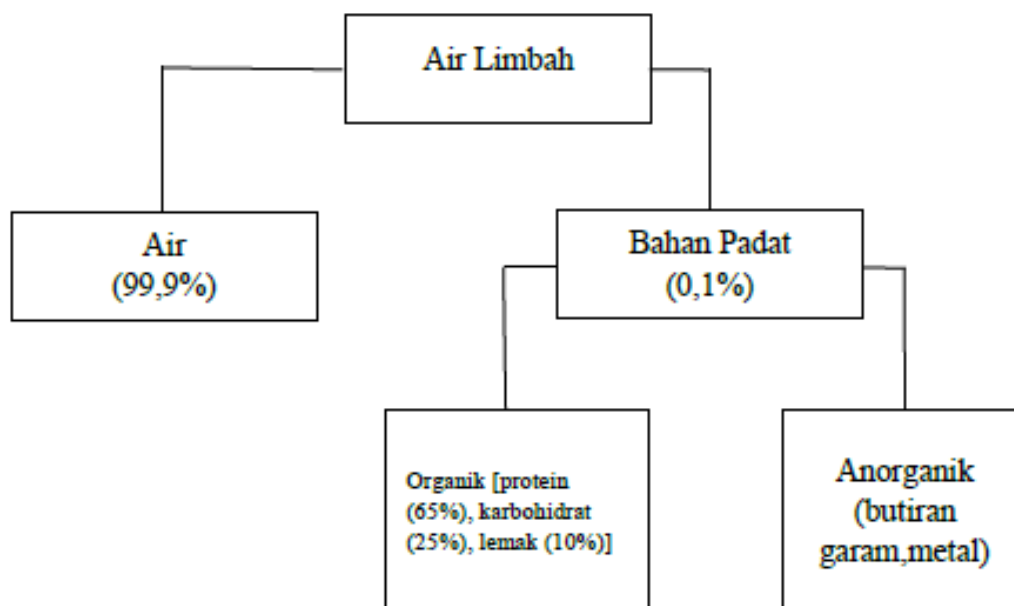 Air Limbah
Air
(99,9%)
Bahan Padat
(0,1%)
Organik [protein
(65%), karbohidrat
(25%), lemak (10%)]
Anorganik
(butiran
garam,metal)